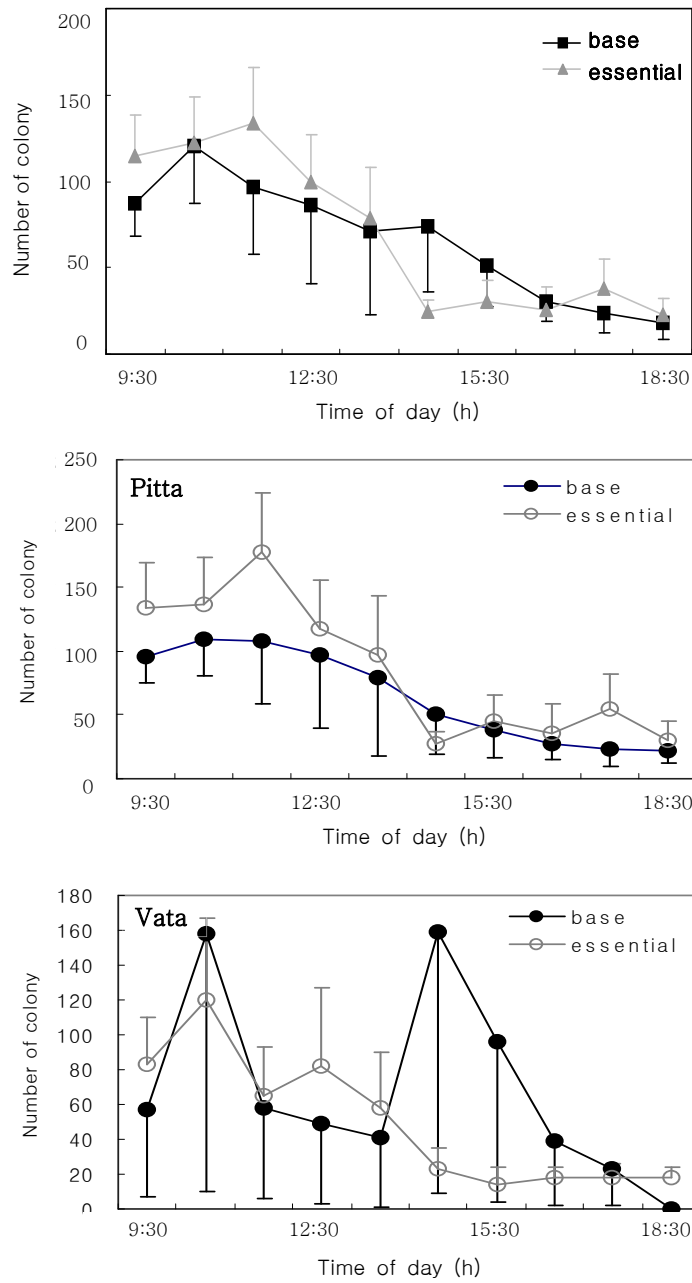 200
150
100
50
0
Number of colony
base
essential
9:30 12:30 15:30 18:30
Time of day (h)
250
200
150
100
50
0
Number of colony
Pitta
base
essential
9:30 12:30 15:30 18:30
Time of day (h)
180
160
140
120
100
80
60
40
20
0
Number of colony
Vata
base
essential
9:30 12:30 15:30 18:30
Time of day (h)